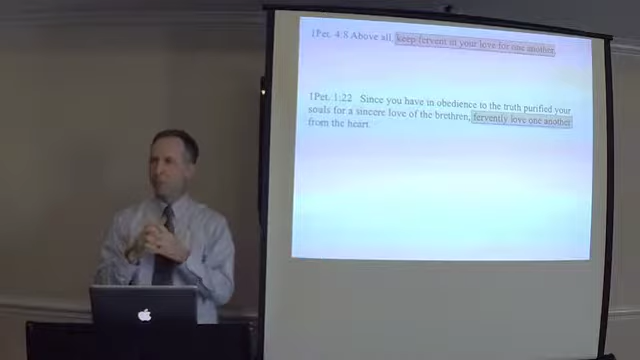 1Pet. 4:8 Above all, keep fervent in your love for one another.
1Pet. 1:22 Since you have in obedience to the truth purified your
souls for a sincere love of the brethren, fervently love one another
from the heart.